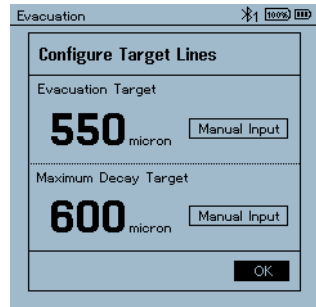 Evacuation 1 100%
Configure Target Lines
Evacuation Target
550 micron Manual Input
Maximum Decay Target
600 micron Manual Input
OK